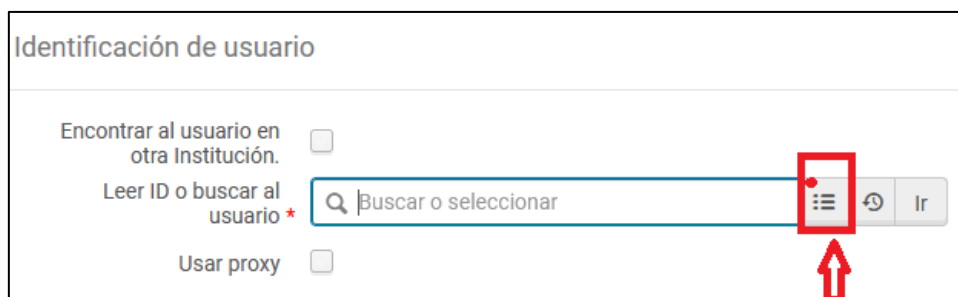 Identificación de usuario
Encontrar al usuario en
otra Institución.
Leer ID o buscar al
usuario *
Buscar o seleccionar
Ir
Usar proxy